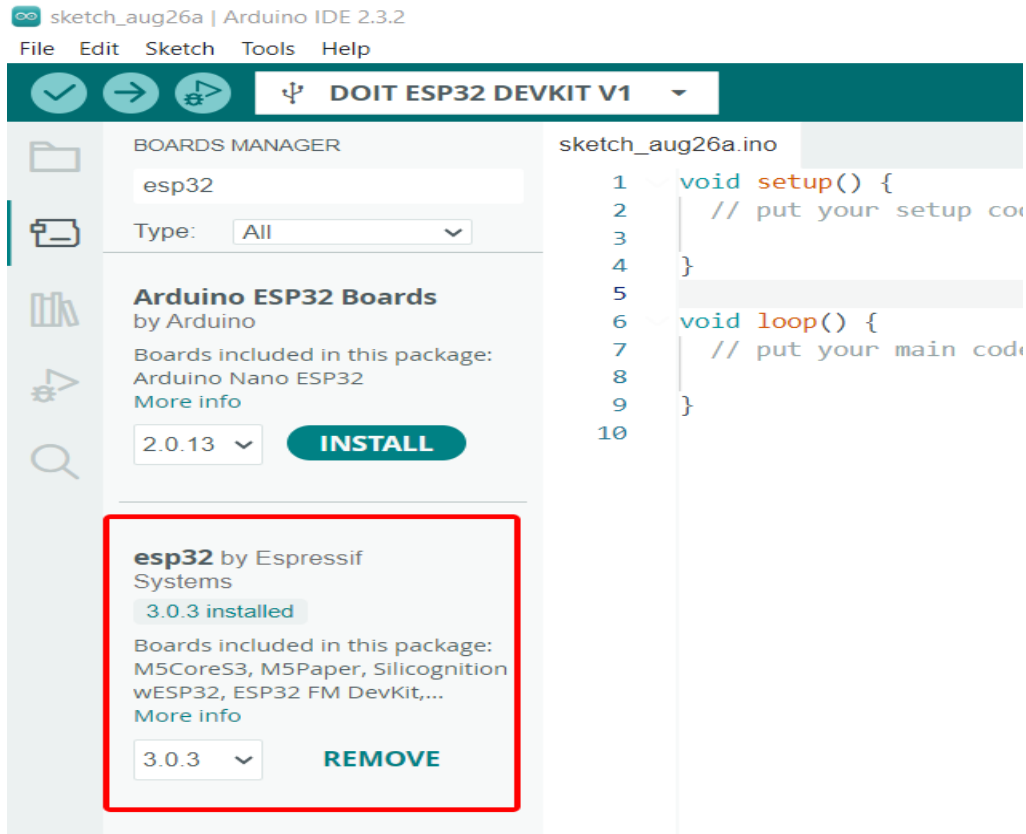 sketch_aug26a | Arduino IDE 2.3.2
File Edit Sketch Tools Help
DOIT ESP32 DEVKIT V1
BOARDS MANAGER
esp32
Type: All
Arduino ESP32 Boards
by Arduino
Boards included in this package:
Arduino Nano ESP32
More info
2.0.13 INSTALL
esp32 by Espressif
Systems
3.0.3 installed
Boards included in this package:
M5CoreS3, M5Paper, Silicognition
wESP32, ESP32 FM DevKit,...
More info
3.0.3 REMOVE
sketch_aug26a.ino
1 void setup() {
2 // put your setup
3
4 }
5
6 void loop() {
7 // put your main code
8
9 }
10